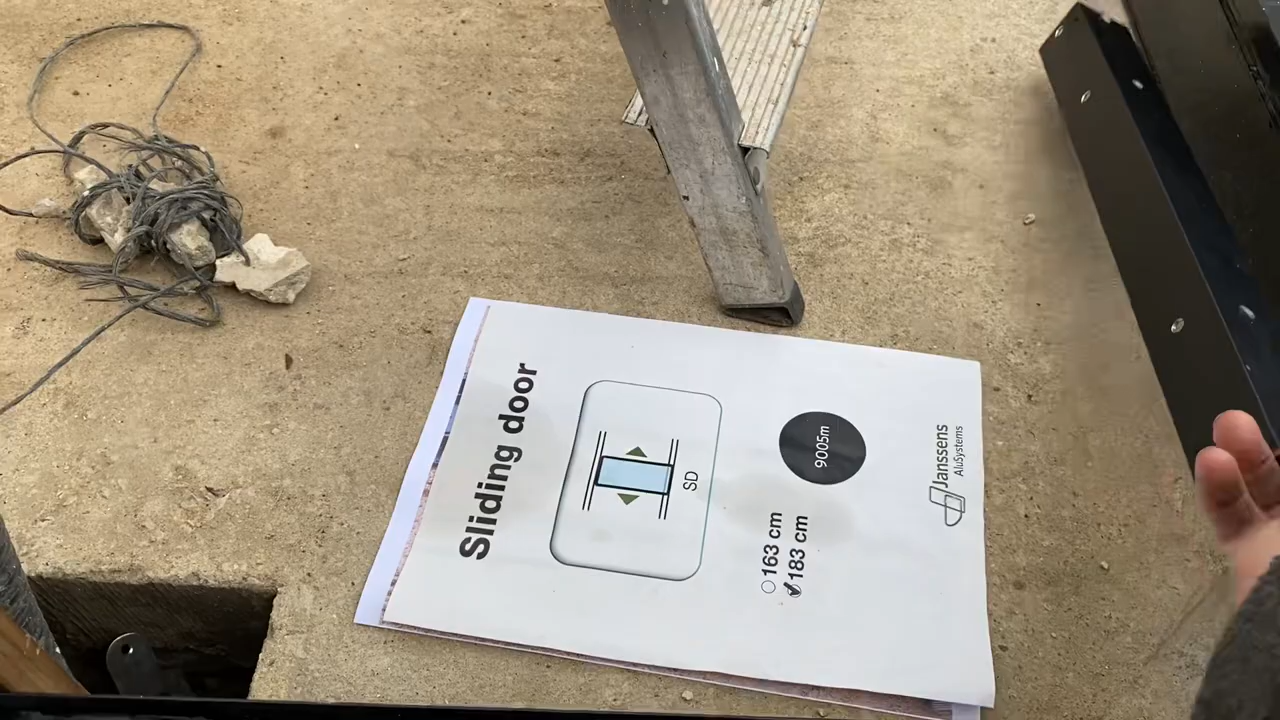 Sliding door
SD
163 cm
183 cm
9005m
Janssens
AluSystems